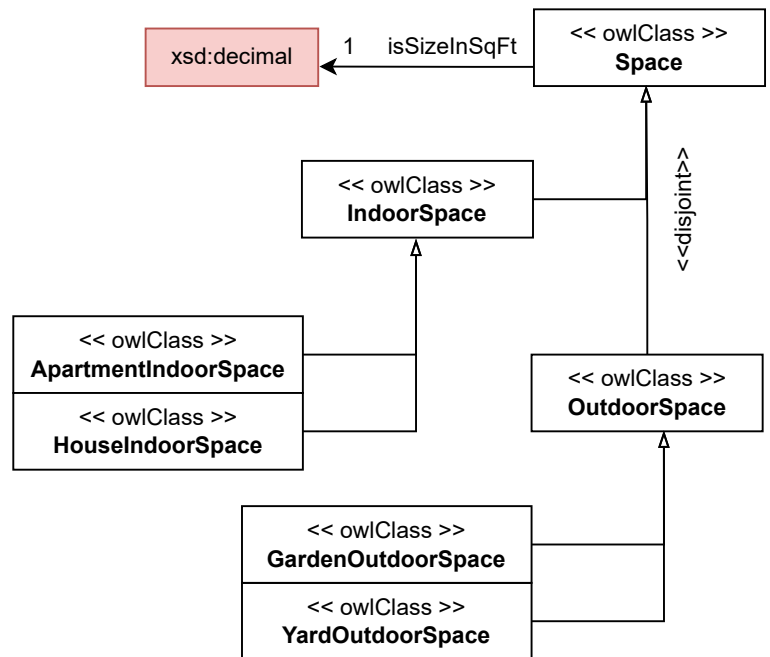 << owlClass >>
Space
xsd:decimal
1
isSizeInSqFt
<<disjoint>>
<< owlClass >>
IndoorSpace
<< owlClass >>
ApartmentIndoorSpace
<< owlClass >>
HouseIndoorSpace
<< owlClass >>
OutdoorSpace
<< owlClass >>
GardenOutdoorSpace
<< owlClass >>
YardOutdoorSpace